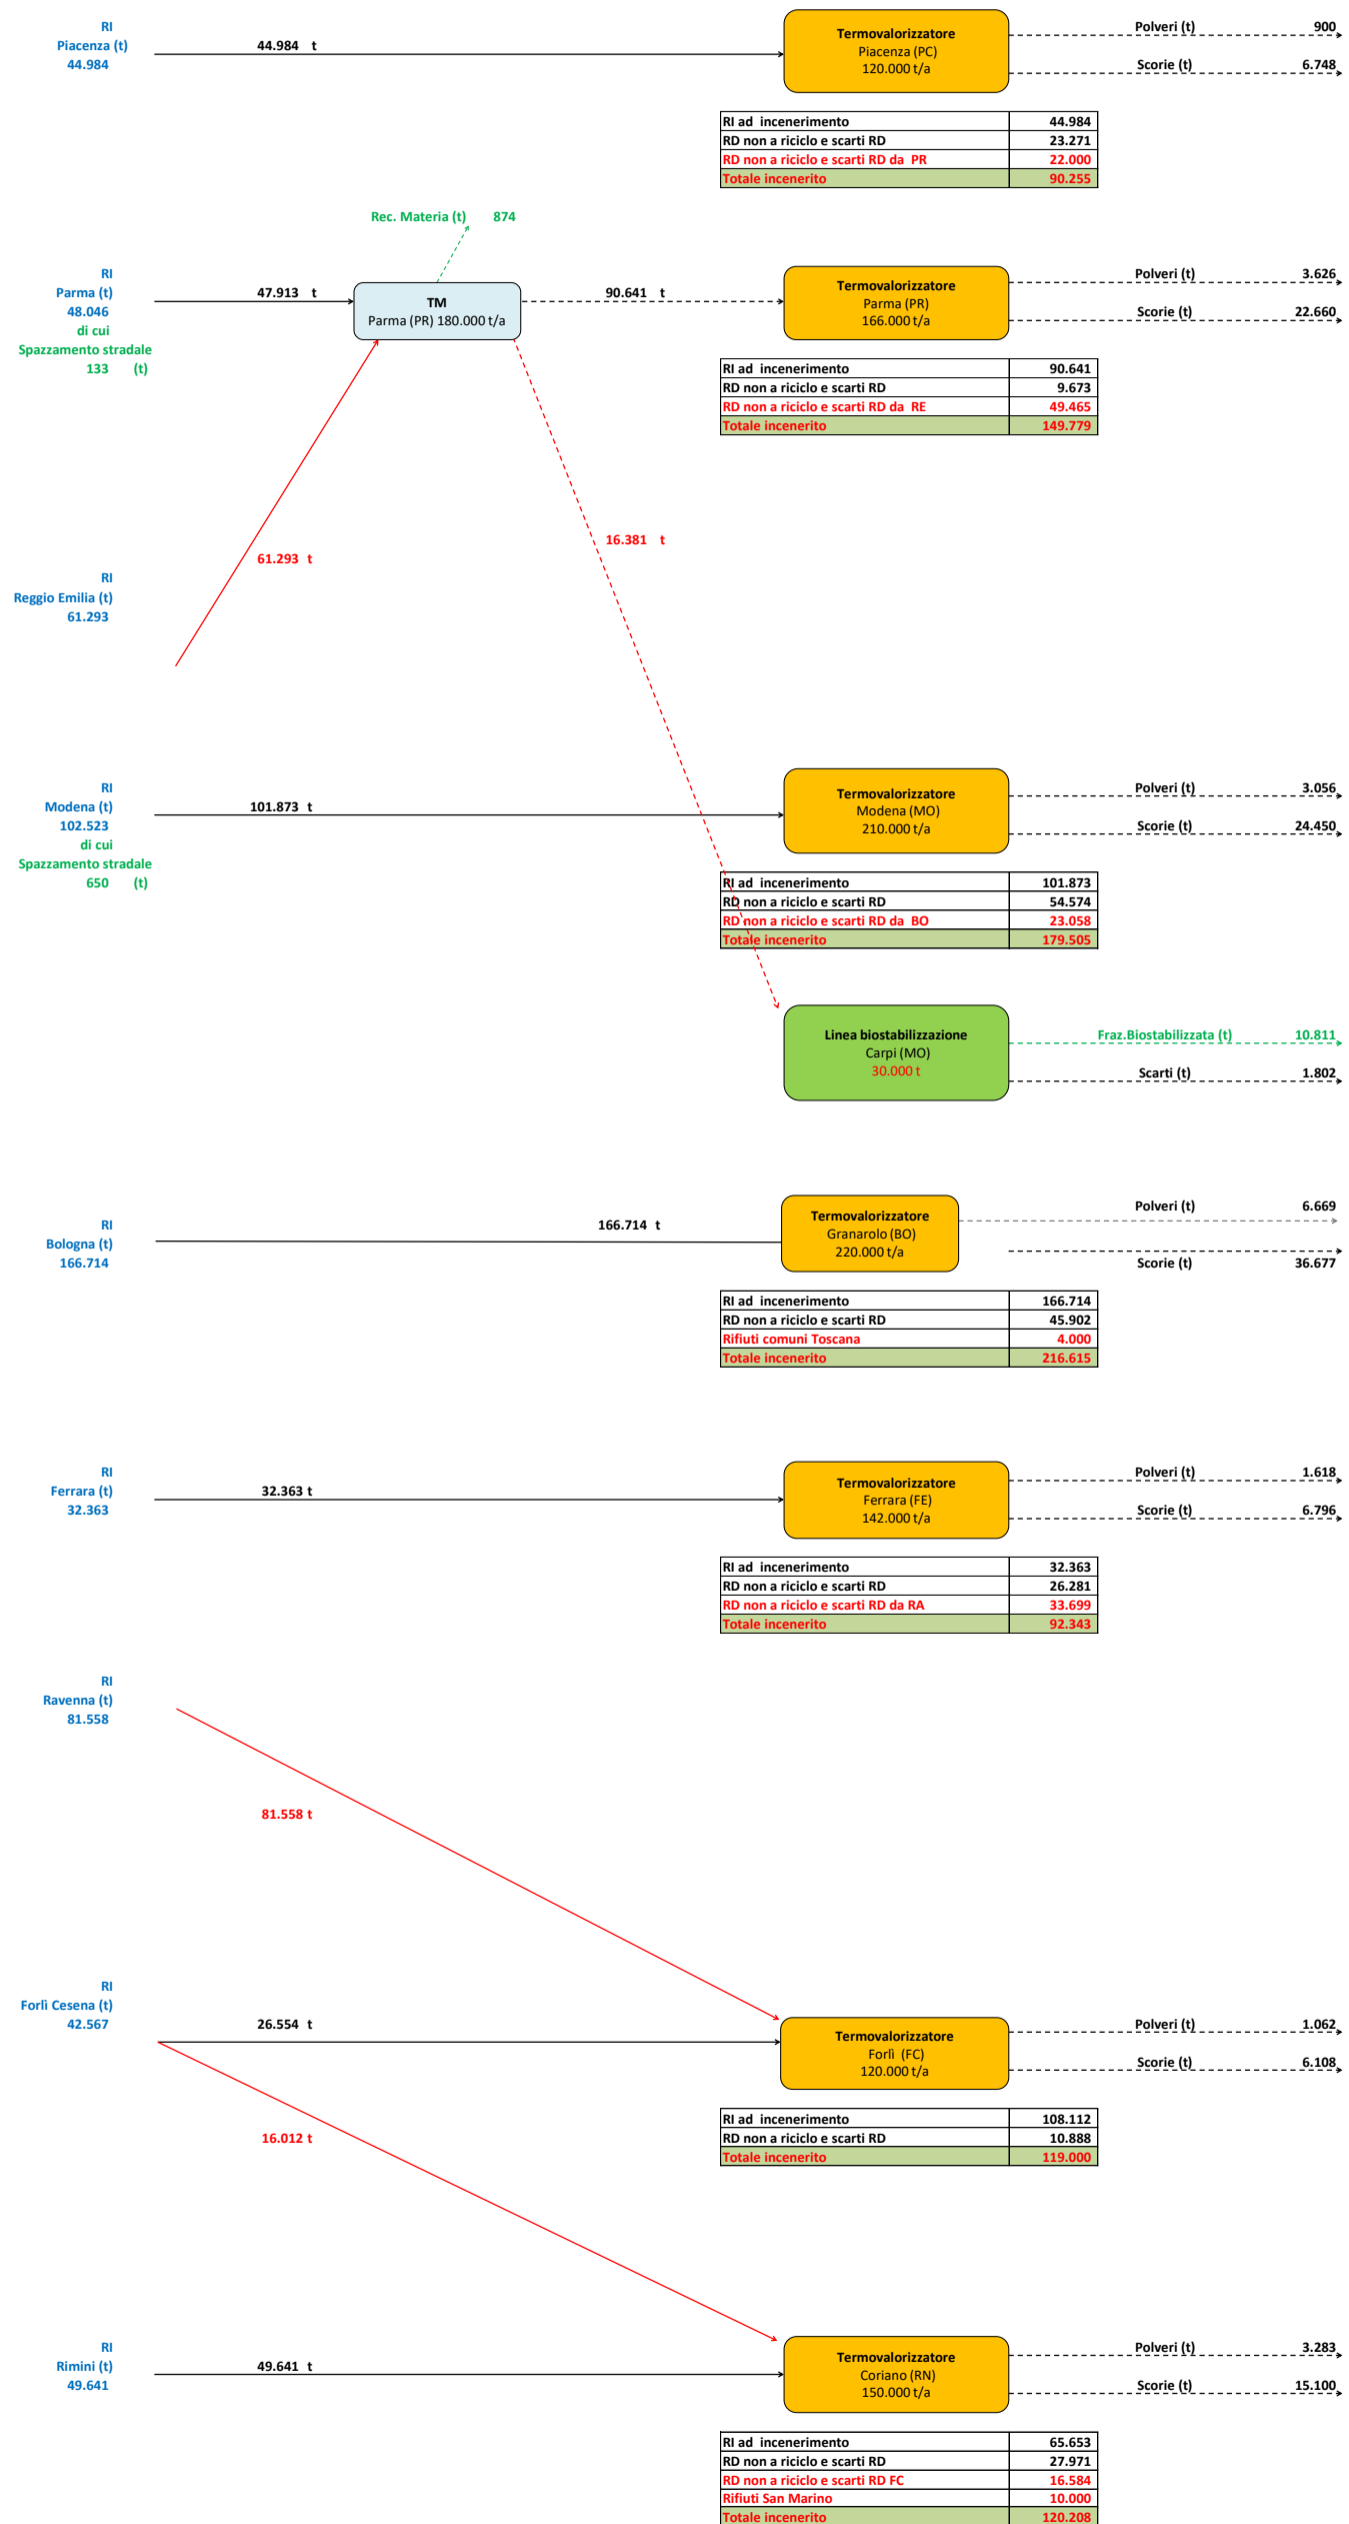 RI
Piacenza (t)
44.984
44.984 t
Termovalorizzatore
Piacenza (PC)
120.000 t/a
Polveri (t) 900
Scorie (t) 6.748
RI ad incenerimento 44.984
RD non a riciclo e scarti RD 23.271
RD non a riciclo e scarti RD da PR 22.000
Totale incenerito 90.255
Rec. Materia (t) 874
RI
Parma (t)
48.046
di cui
Spazzamento stradale
133 (t)
47.913 t
TM
Parma (PR) 180.000 t/a
90.641 t
Termovalorizzatore
Parma (PR)
166.000 t/a
Polveri (t) 3.626
Scorie (t) 22.660
RI ad incenerimento 90.641
RD non a riciclo e scarti RD 9.673
RD non a riciclo e scarti RD da RE 49.465
Totale incenerito 149.779
16.381 t
61.293 t
RI
Reggio Emilia (t)
61.293
RI
Modena (t)
102.523
di cui
Spazzamento stradale
650 (t)
101.873 t
Termovalorizzatore
Modena (MO)
210.000 t/a
Polveri (t) 3.056
Scorie (t) 24.450
RI ad incenerimento 101.873
RD non a riciclo e scarti RD 54.574
RD non a riciclo e scarti RD da BO 23.058
Totale incenerito 179.505
Linea biostabilizzazione
Carpi (MO)
30.000 t
Fraz.Biostabilizzata (t) 10.811
Scarti (t) 1.802
RI
Bologna (t)
166.714
166.714 t
Termovalorizzatore
Granarolo (BO)
220.000 t/a
Polveri (t) 6.669
Scorie (t) 36.677
RI ad incenerimento 166.714
RD non a riciclo e scarti RD 45.902
Rifiuti comuni Toscana 4.000
Totale incenerito 216.615
RI
Ferrara (t)
32.363
32.363 t
Termovalorizzatore
Ferrara (FE)
142.000 t/a
Polveri (t) 1.618
Scorie (t) 6.796
RI ad incenerimento 32.363
RD non a riciclo e scarti RD 26.281
RD non a riciclo e scarti RD da RA 33.699
Totale incenerito 92.343
RI
Ravenna (t)
81.558
81.558 t
RI
Forlì Cesena (t)
42.567
26.554 t
Termovalorizzatore
Forlì (FC)
120.000 t/a
Polveri (t) 1.062
Scorie (t) 6.108
RI ad incenerimento 108.112
RD non a riciclo e scarti RD 10.888
Totale incenerito 119.000
16.012 t
RI
Rimini (t)
49.641
49.641 t
Termovalorizzatore
Coriano (RN)
150.000 t/a
Polveri (t) 3.283
Scorie (t) 15.100
RI ad incenerimento 65.653
RD non a riciclo e scarti RD 27.971
RD non a riciclo e scarti RD FC 16.584
Rifiuti San Marino 10.000
Totale incenerito 120.208